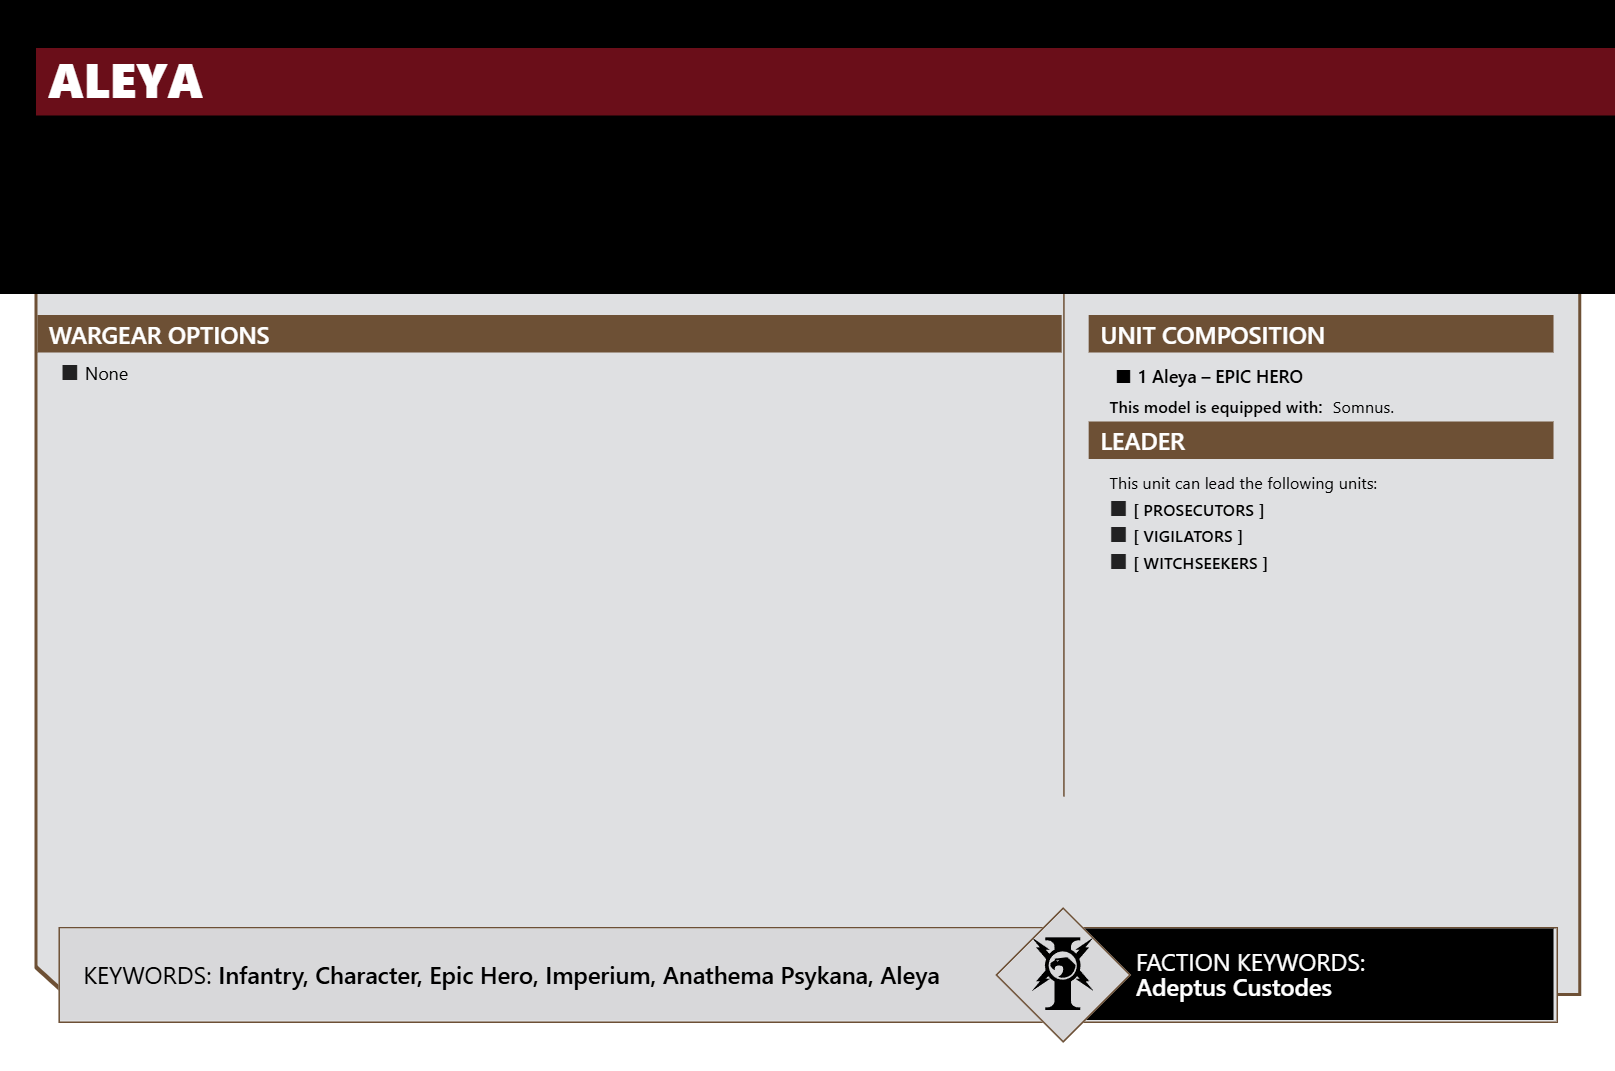 ALEYA
WARGEAR OPTIONS
None
UNIT COMPOSITION
1 Aleya – EPIC HERO
This model is equipped with: Somnus.
LEADER
This unit can lead the following units:
[ PROSECUTORS ]
[ VIGILATORS ]
[ WITCHSEEKERS ]
KEYWORDS: Infantry, Character, Epic Hero, Imperium, Anathema Psykana, Aleya
FACTION KEYWORDS:
Adeptus Custodes